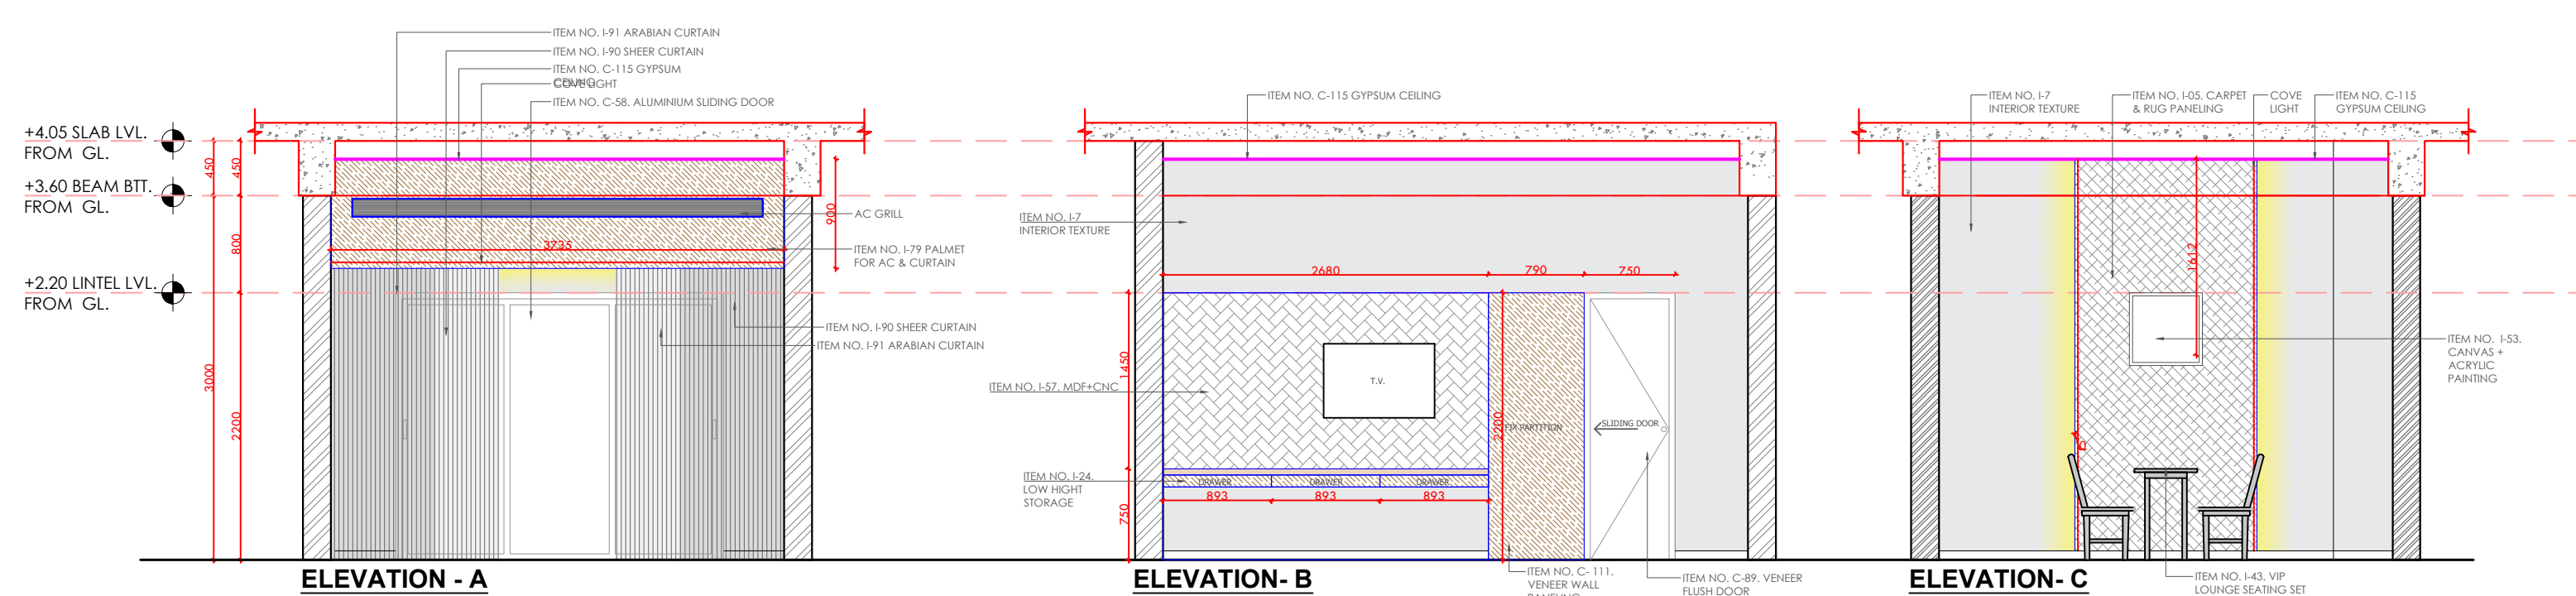 ITEM NO. I-91 ARABIAN CURTAIN
ITEM NO. I-90 SHEER CURTAIN
ITEM NO. C-115 GYPSUM
CEILING
COVE LIGHT
ITEM NO. C-58. ALUMINIUM SLIDING DOOR
+4.05 SLAB LVL.
FROM GL.
+3.60 BEAM BTT.
FROM GL.
+2.20 LINTEL LVL.
FROM GL.
450
450
800
3000
2200
900
3735
AC GRILL
ITEM NO. I-79 PALMET
FOR AC & CURTAIN
ITEM NO. I-90 SHEER CURTAIN
ITEM NO. I-91 ARABIAN CURTAIN
ELEVATION - A
ITEM NO. C-115 GYPSUM CEILING
ITEM NO. I-7
INTERIOR TEXTURE
2680
790
750
1450
ITEM NO. I-57. MDF+CNC
T.V.
2200
FIX PARTITION
SLIDING DOOR
ITEM NO. I-24.
LOW HIGHT
STORAGE
DRAWER
DRAWER
DRAWER
893
893
893
750
ITEM NO. C- 111.
VENEER WALL
PANELING
ITEM NO. C-89. VENEER
FLUSH DOOR
ELEVATION- B
ITEM NO. I-7
INTERIOR TEXTURE
ITEM NO. I-05. CARPET
& RUG PANELING
COVE
LIGHT
ITEM NO. C-115
GYPSUM CEILING
1612
ITEM NO. I-53.
CANVAS +
ACRYLIC
PAINTING
ITEM NO. I-43. VIP
LOUNGE SEATING SET
ELEVATION- C